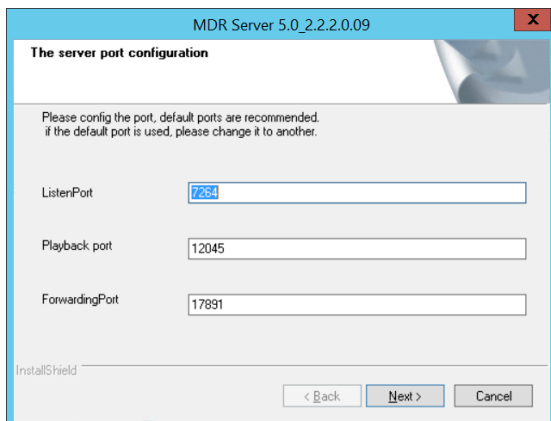 MDR Server 5.0_2.2.2.0.09
X
The server port configuration
Please config the port, default ports are recommended.
if the default port is used, please change it to another.
ListenPort 7264
Playback port 12045
ForwardingPort 17891
InstallShield
< Back Next > Cancel